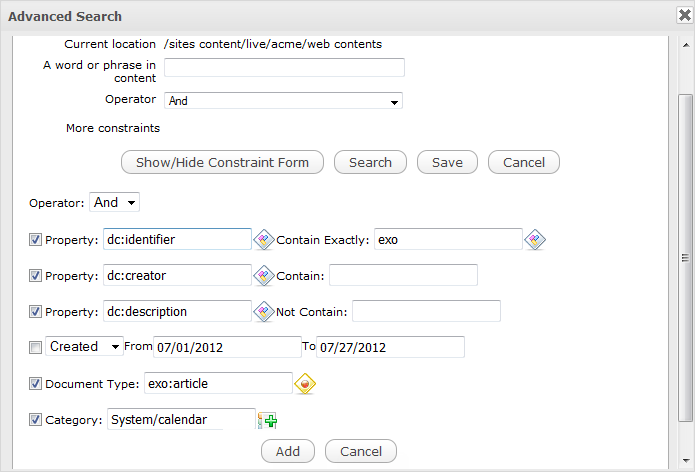 Advanced Search
Current location /sites content/live/acme/web contents
A word or phrase in
content
Operator And
More constraints
Show/Hide Constraint Form Search Save Cancel
Operator: And
Property: dc:identifier Contain Exactly: exo
Property: dc:creator Contain:
Property: dc:description Not Contain:
Created From 07/01/2012 To 07/27/2012
Document Type: exo:article
Category: System/calendar
Add Cancel